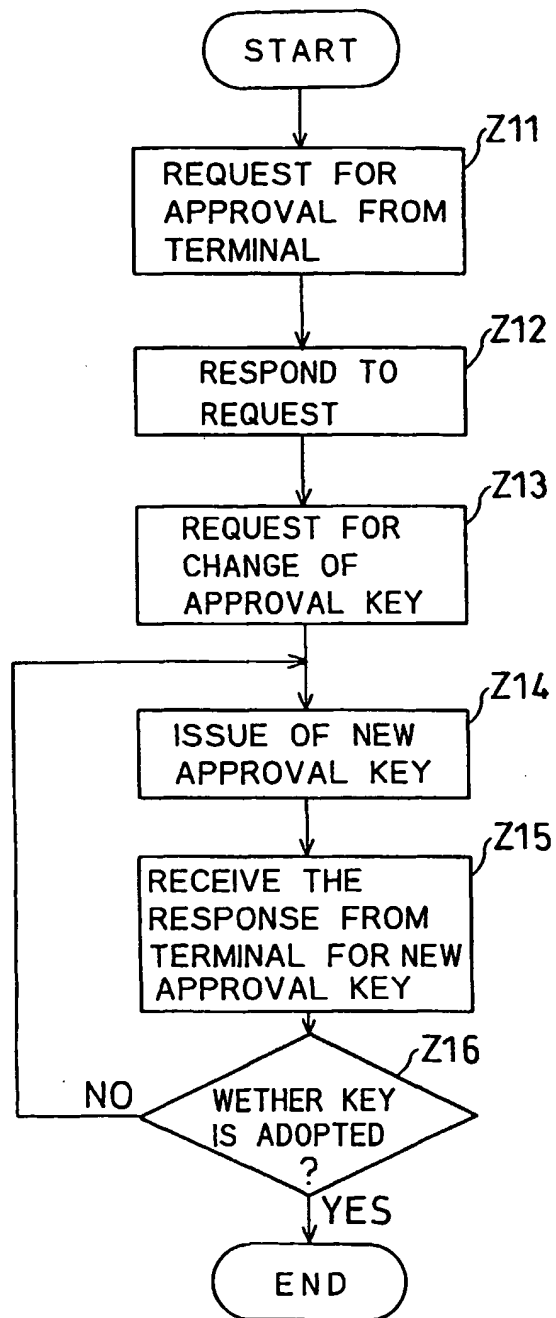 START
Z11
REQUEST FOR
APPROVAL FROM
TERMINAL
Z12
RESPOND TO
REQUEST
Z13
REQUEST FOR
CHANGE OF
APPROVAL KEY
Z14
ISSUE OF NEW
APPROVAL KEY
Z15
RECEIVE THE
RESPONSE FROM
TERMINAL FOR NEW
APPROVAL KEY
Z16
NO
WETHER KEY
IS ADOPTED
?
YES
END